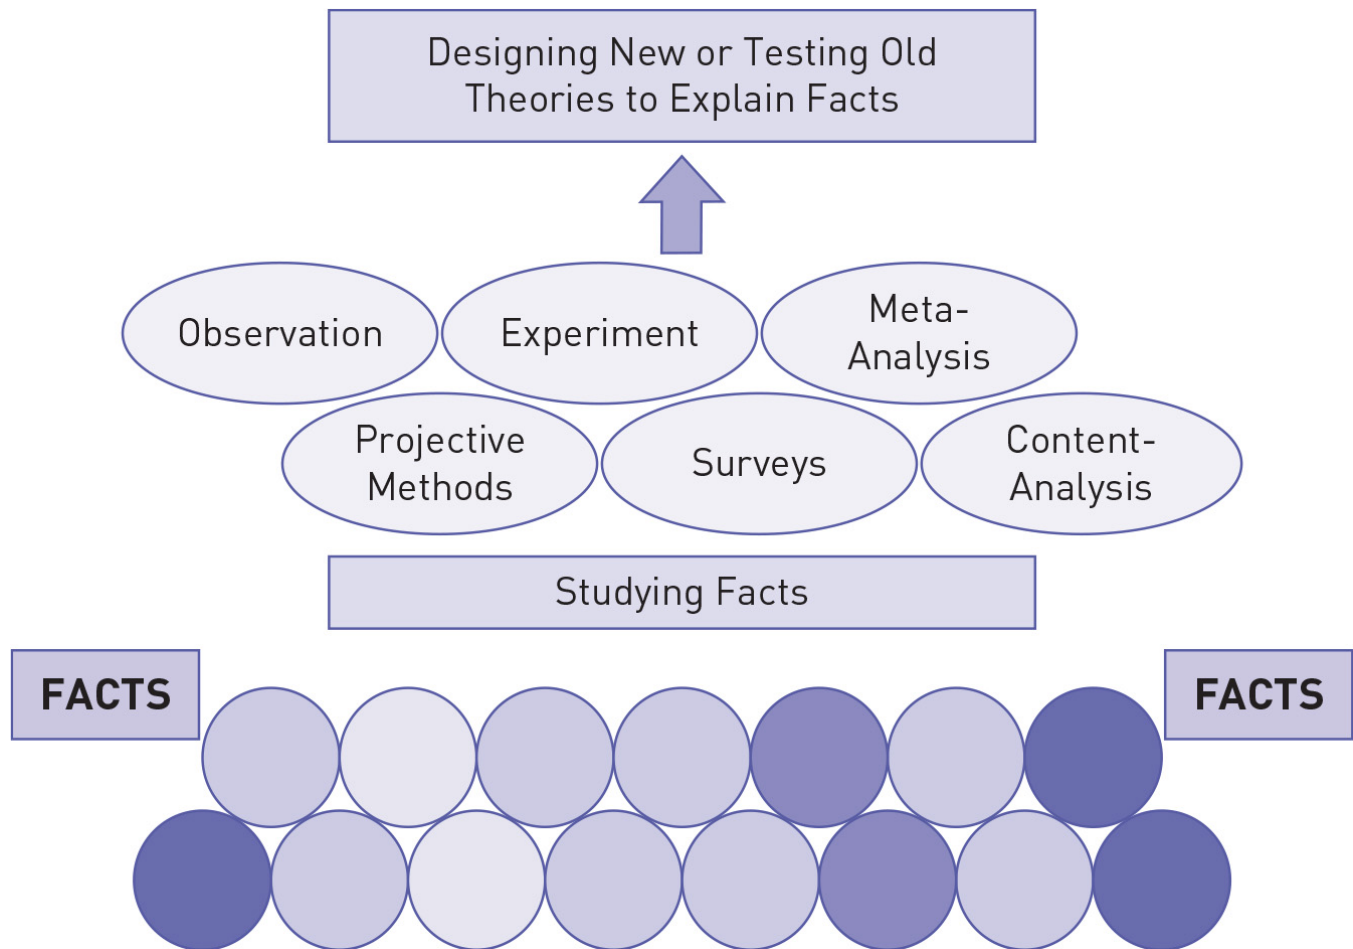 Designing New or Testing Old
Theories to Explain Facts
Observation
Experiment
Meta-
Analysis
Projective
Methods
Surveys
Content-
Analysis
Studying Facts
FACTS
FACTS